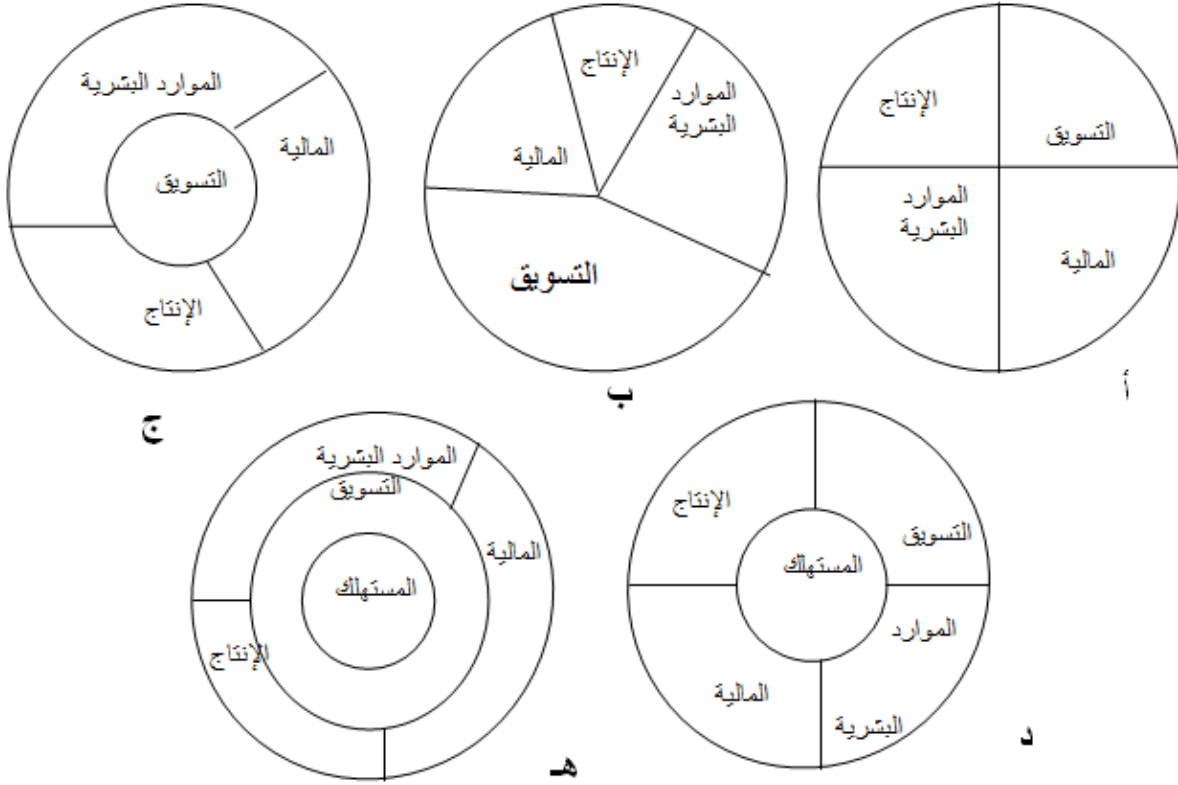 الإنتاج
التسويق
الموارد
البشرية
المالية
أ
الإنتاج
الموارد
البشرية
المالية
التسويق
ب
الموارد البشرية
المالية
التسويق
الإنتاج
ج
الإنتاج
التسويق
المستهلك
الموارد
المالية
البشرية
د
الموارد البشرية
التسويق
المالية
المستهلك
الإنتاج
هـ